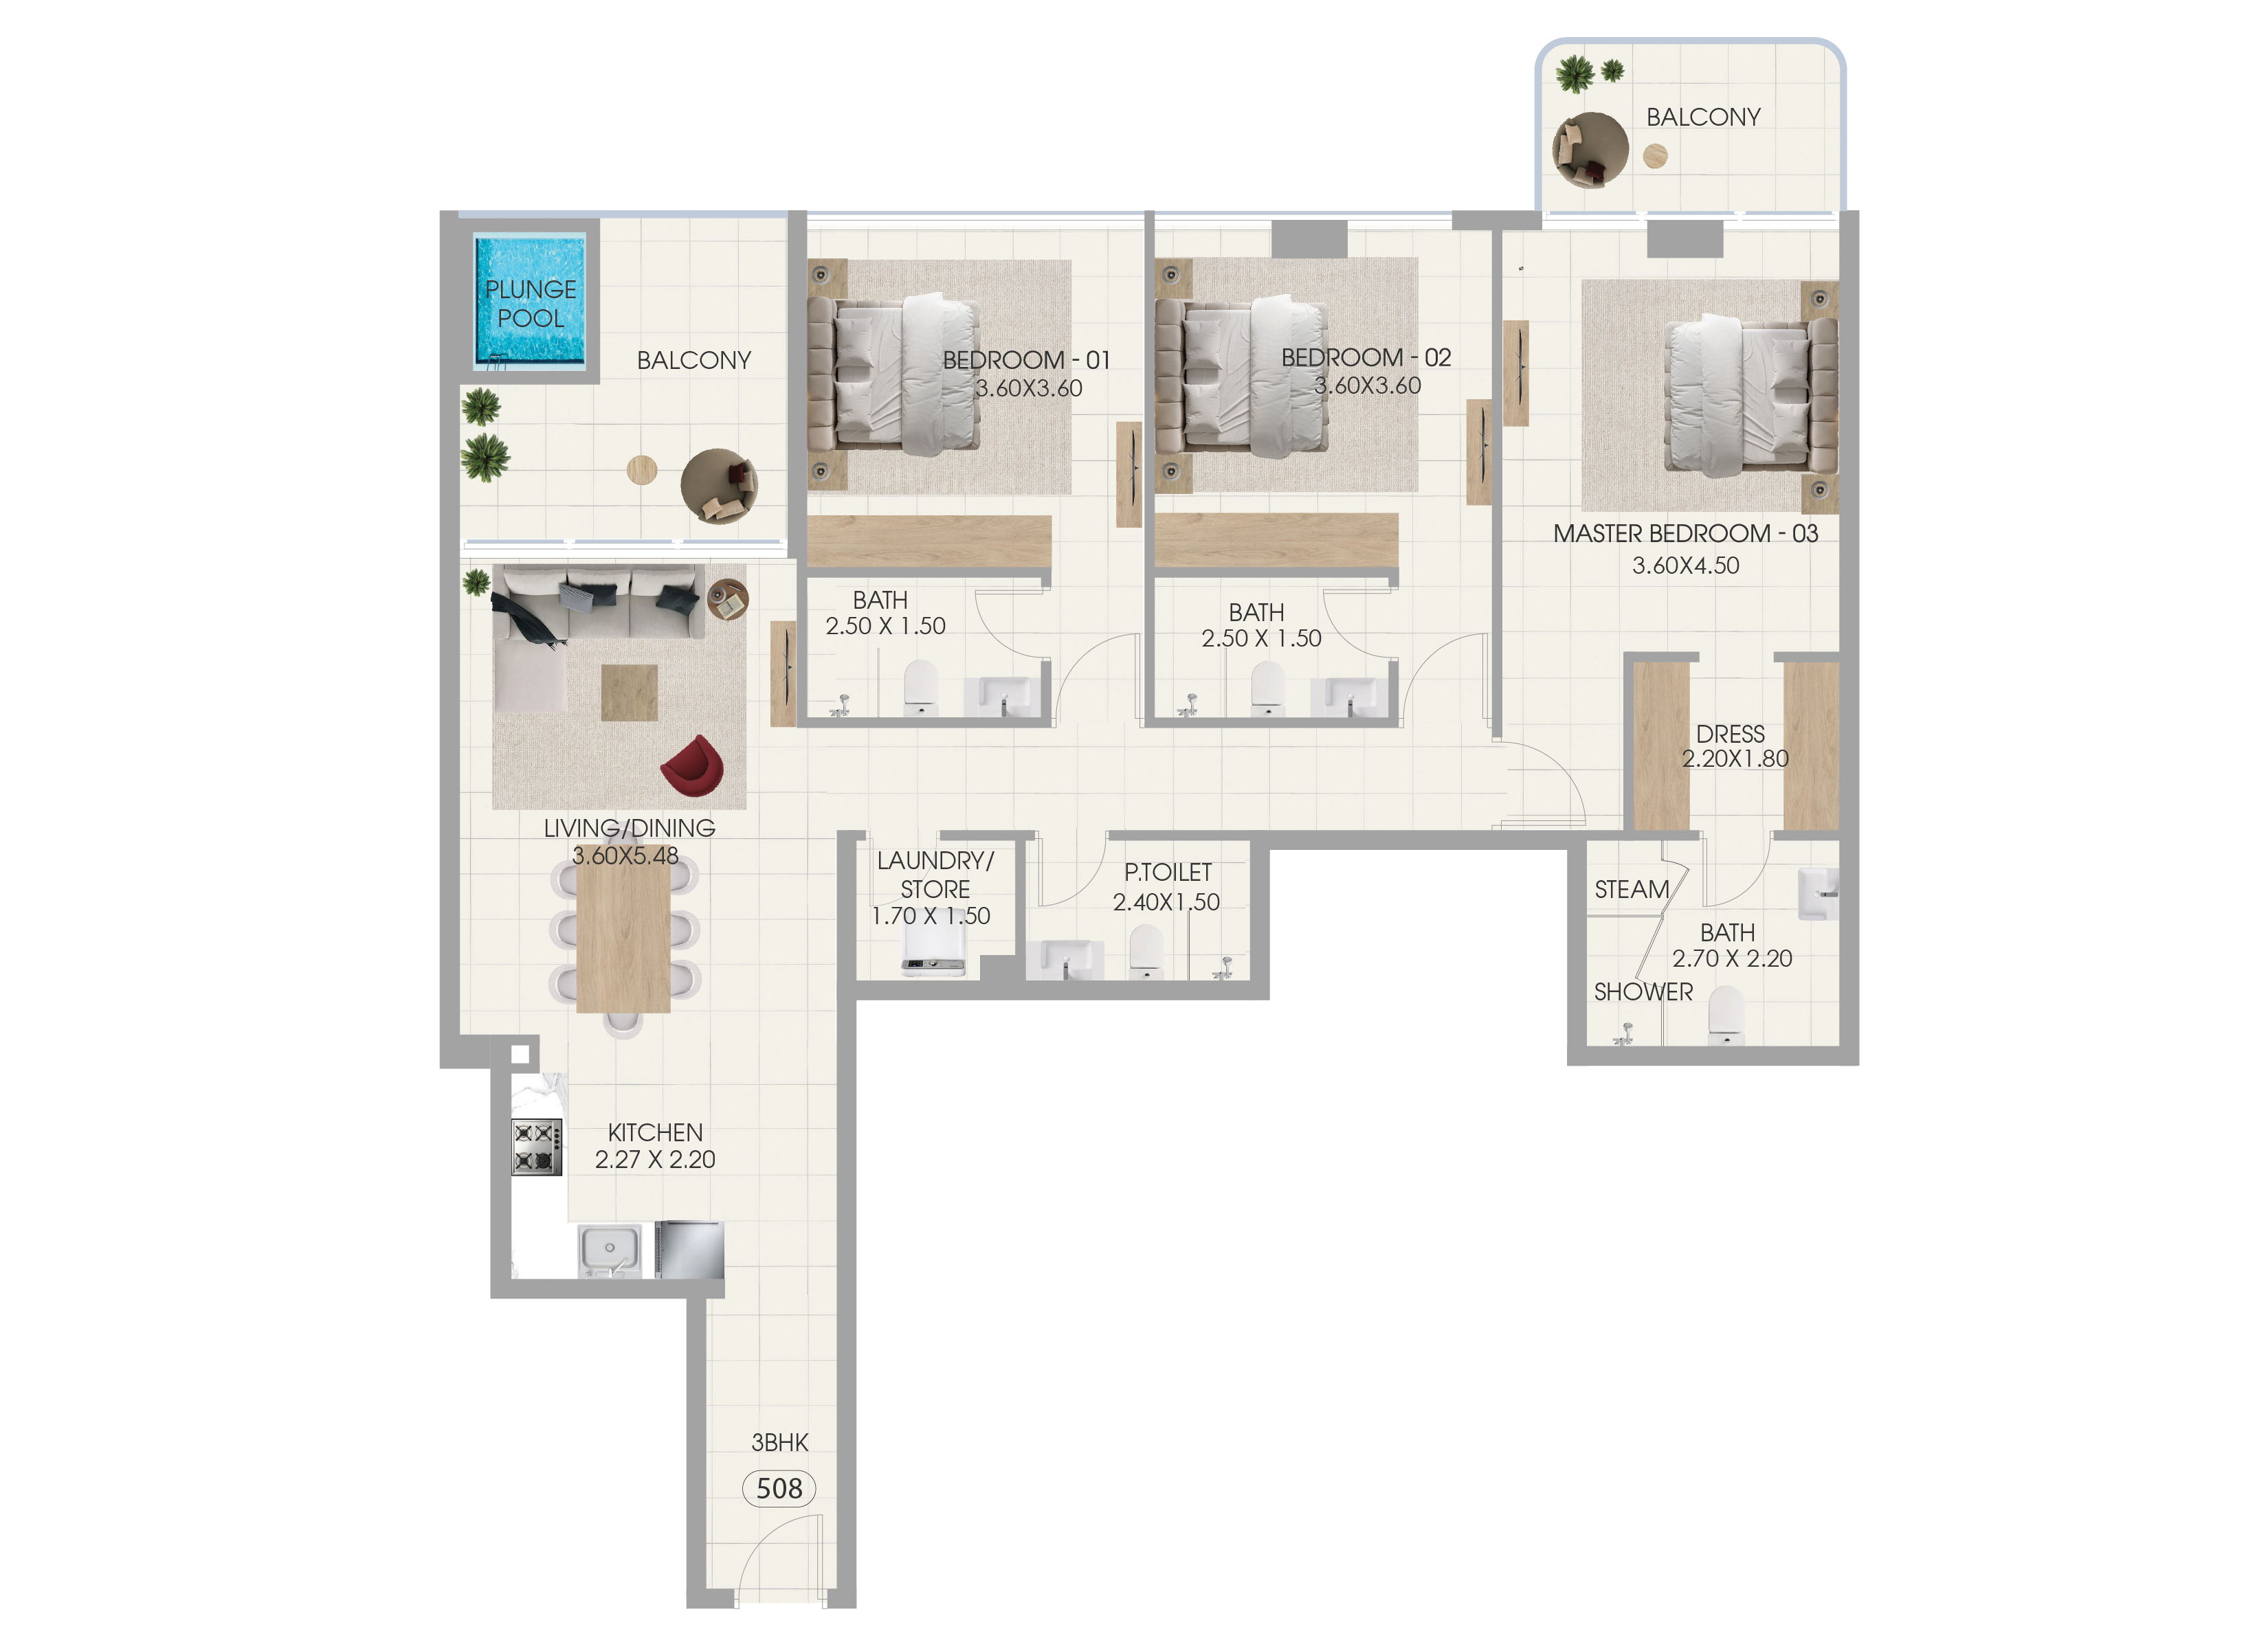 BALCONY
PLUNGE
POOL
BALCONY
BEDROOM - 01
3.60X3.60
BEDROOM - 02
3.60X3.60
MASTER BEDROOM - 03
3.60X4.50
BATH
2.50 X 1.50
BATH
2.50 X 1.50
DRESS
2.20X1.80
LIVING/DINING
3.60X5.48
LAUNDRY/
STORE
1.70 X 1.50
P.TOILET
2.40X1.50
STEAM
BATH
2.70 X 2.20
SHOWER
KITCHEN
2.27 X 2.20
3BHK
508